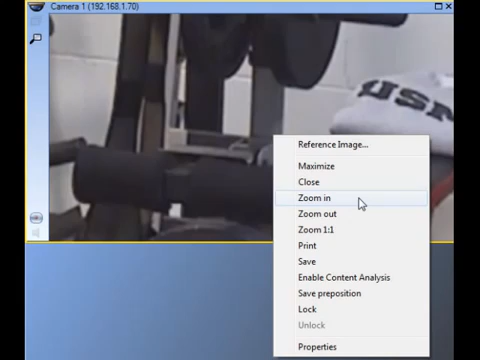 Camera 1 (192.168.1.70)
USN
Reference Image...
Maximize
Close
Zoom in
Zoom out
Zoom 1:1
Print
Save
Enable Content Analysis
Save preposition
Lock
Unlock
Properties